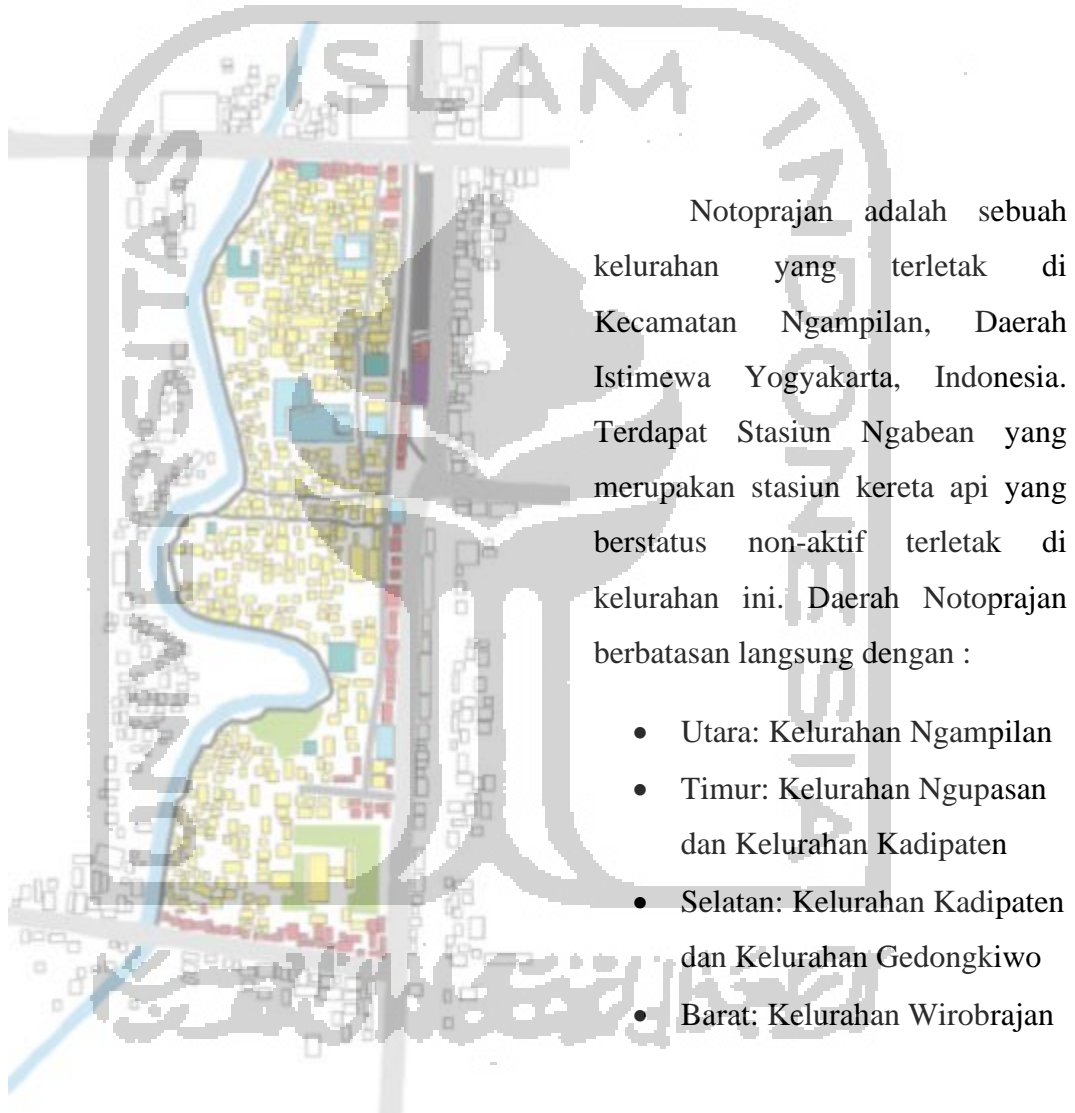 ISLAM
UNIVERSITAS
INDONESIA
Notoprajan adalah sebuah
kelurahan yang terletak di
Kecamatan Ngampilan, Daerah
Istimewa Yogyakarta, Indonesia.
Terdapat Stasiun Ngabean yang
merupakan stasiun kereta api yang
berstatus non-aktif terletak di
kelurahan ini. Daerah Notoprajan
berbatasan langsung dengan :
• Utara: Kelurahan Ngampilan
• Timur: Kelurahan Ngupasan
dan Kelurahan Kadipaten
• Selatan: Kelurahan Kadipaten
dan Kelurahan Gedongkiwo
• Barat: Kelurahan Wirobrajan